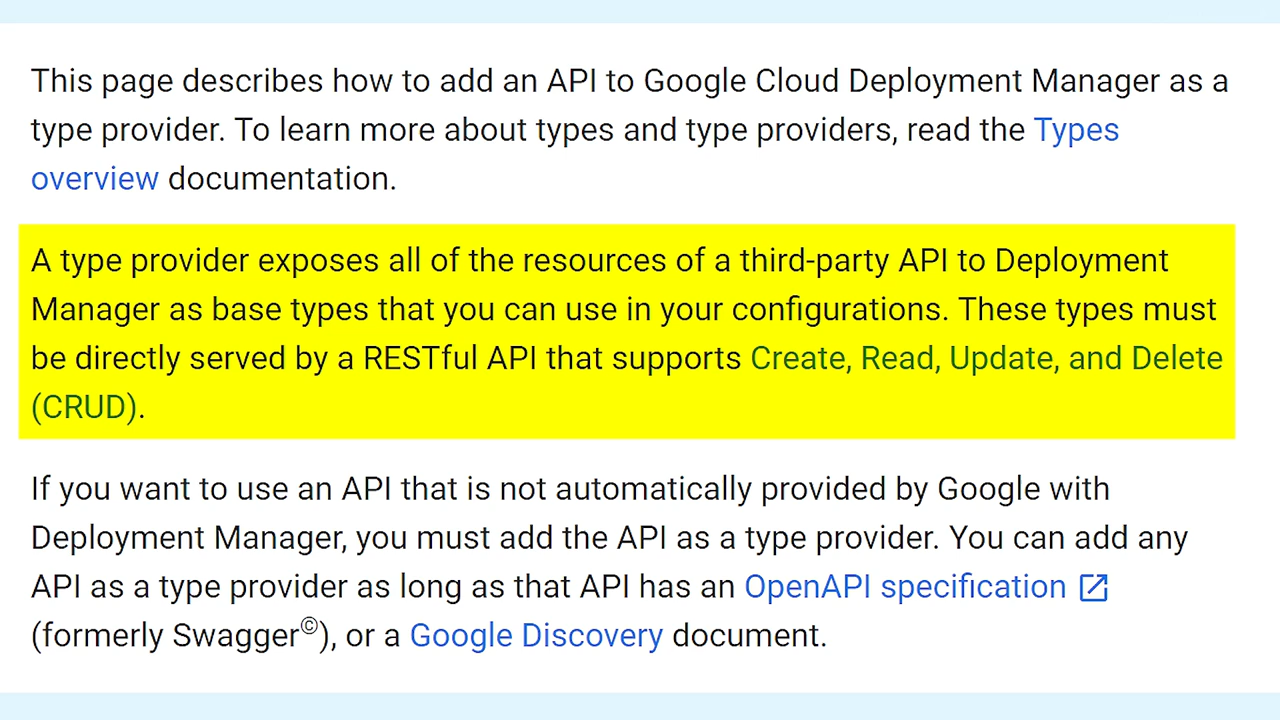 This page describes how to add an API to Google Cloud Deployment Manager as a
type provider. To learn more about types and type providers, read the Types
overview documentation.
A type provider exposes all of the resources of a third-party API to Deployment
Manager as base types that you can use in your configurations. These types must
be directly served by a RESTful API that supports Create, Read, Update, and Delete
(CRUD).
If you want to use an API that is not automatically provided by Google with
Deployment Manager, you must add the API as a type provider. You can add any
API as a type provider as long as that API has an OpenAPI specification
(formerly Swagger©), or a Google Discovery document.